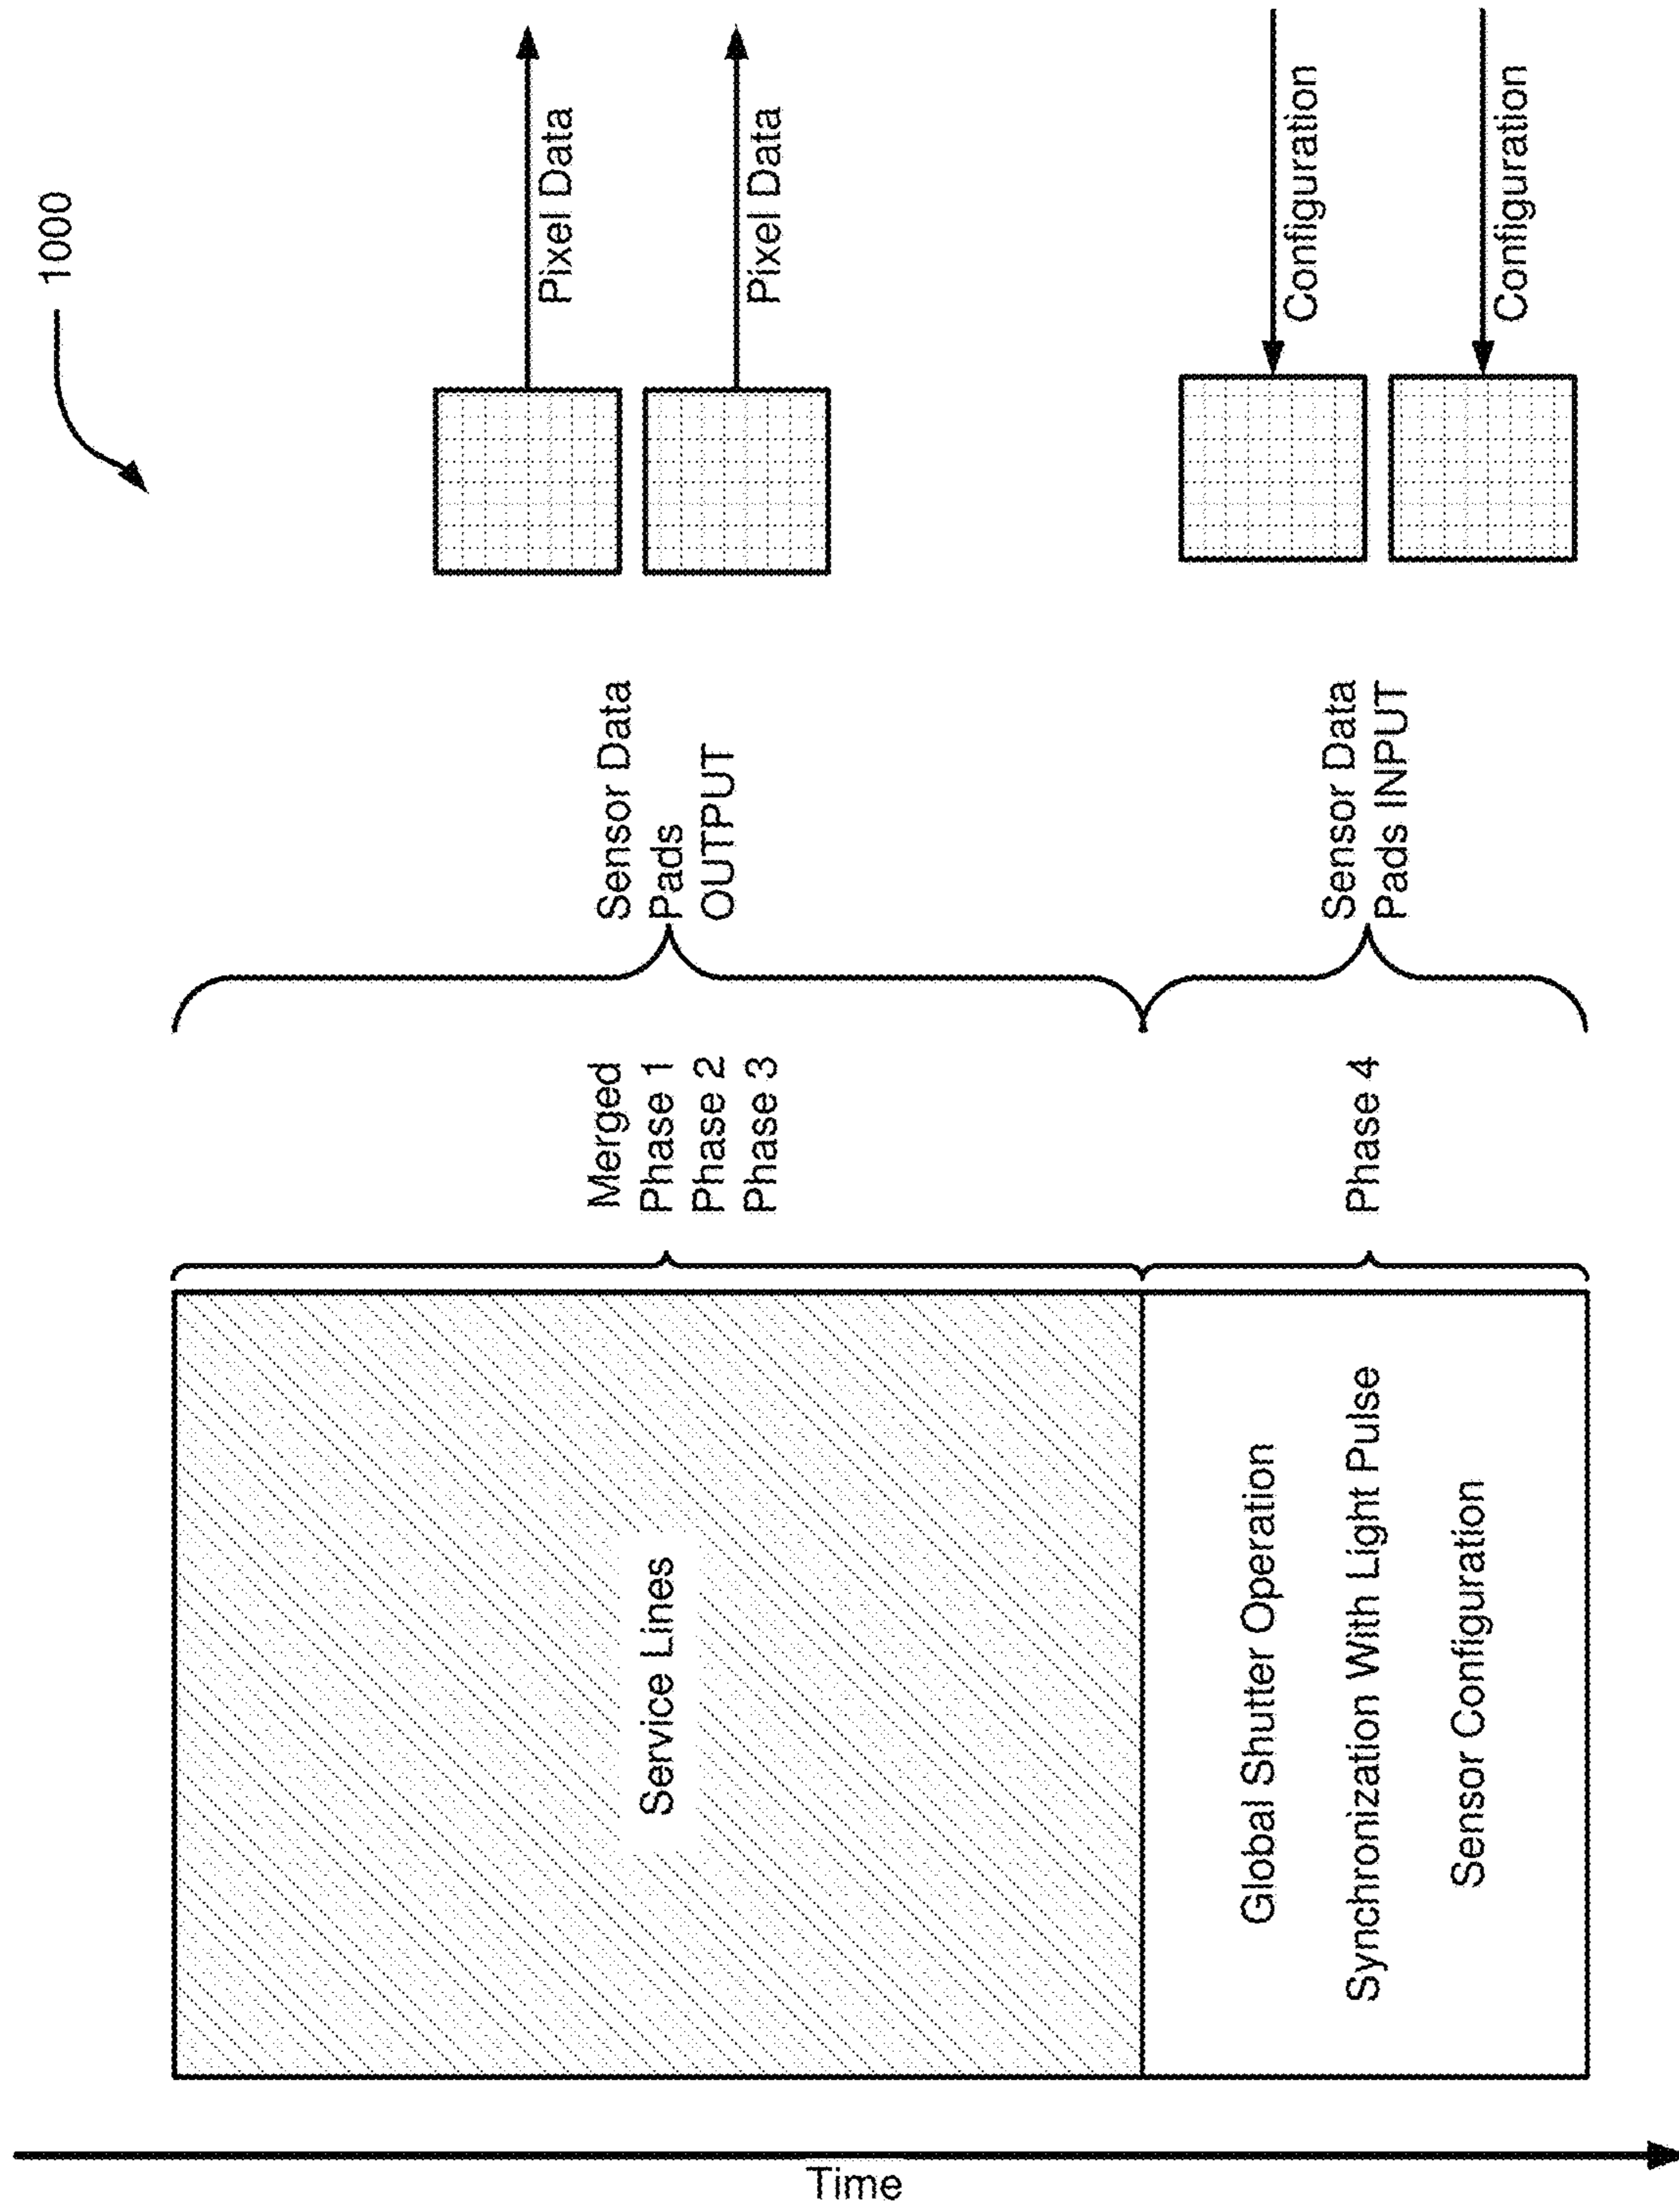 1000
Service Lines
Merged
Phase 1
Phase 2
Phase 3
Sensor Data
Pads
OUTPUT
Pixel Data
Pixel Data
Global Shutter Operation
Synchronization With Light Pulse
Sensor Configuration
Phase 4
Sensor Data
Pads INPUT
Configuration
Configuration
Time